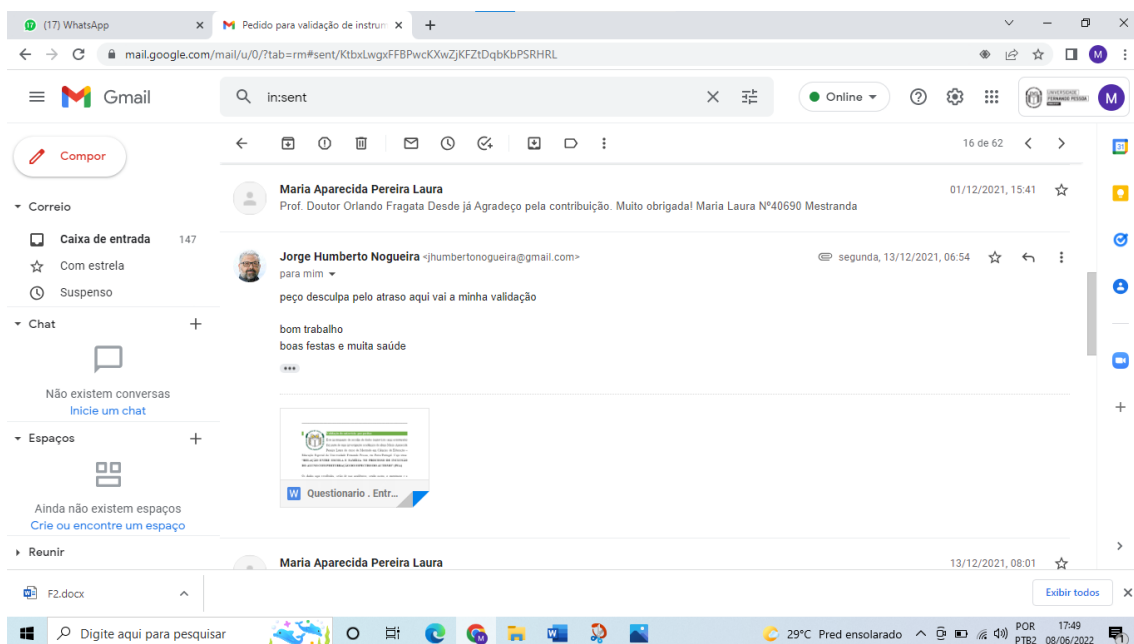 (17) WhatsApp
Pedido para validação de instrum
mail.google.com/mail/u/0/?tab=rm#sent/KtbxLwgxFFBPwcKXwZjKFZtDqbKbPSRHRL
M
Gmail
in:sent
Online
UNIVERSIDADE
FERNANDO PESSOA
M
Compor
16 de 62
31
Maria Aparecida Pereira Laura
01/12/2021, 15:41
Prof. Doutor Orlando Fragata Desde já Agradeço pela contribuição. Muito obrigada! Maria Laura Nº40690 Mestranda
Correio
Caixa de entrada 147
Com estrela
Suspenso
Jorge Humberto Nogueira <jhumbertonogueira@gmail.com>
segunda, 13/12/2021, 06:54
para mim
peço desculpa pelo atraso aqui vai a minha validação
bom trabalho
boas festas e muita saúde
Chat
Não existem conversas
Inicie um chat
Espaços
Ainda não existem espaços
Crie ou encontre um espaço
Reunir
W Questionario . Entr...
Maria Aparecida Pereira Laura
13/12/2021, 08:01
F2.docx
Exibir todos
Digite aqui para pesquisar
29°C Pred ensolarado
POR
PTB2
17:49
08/06/2022